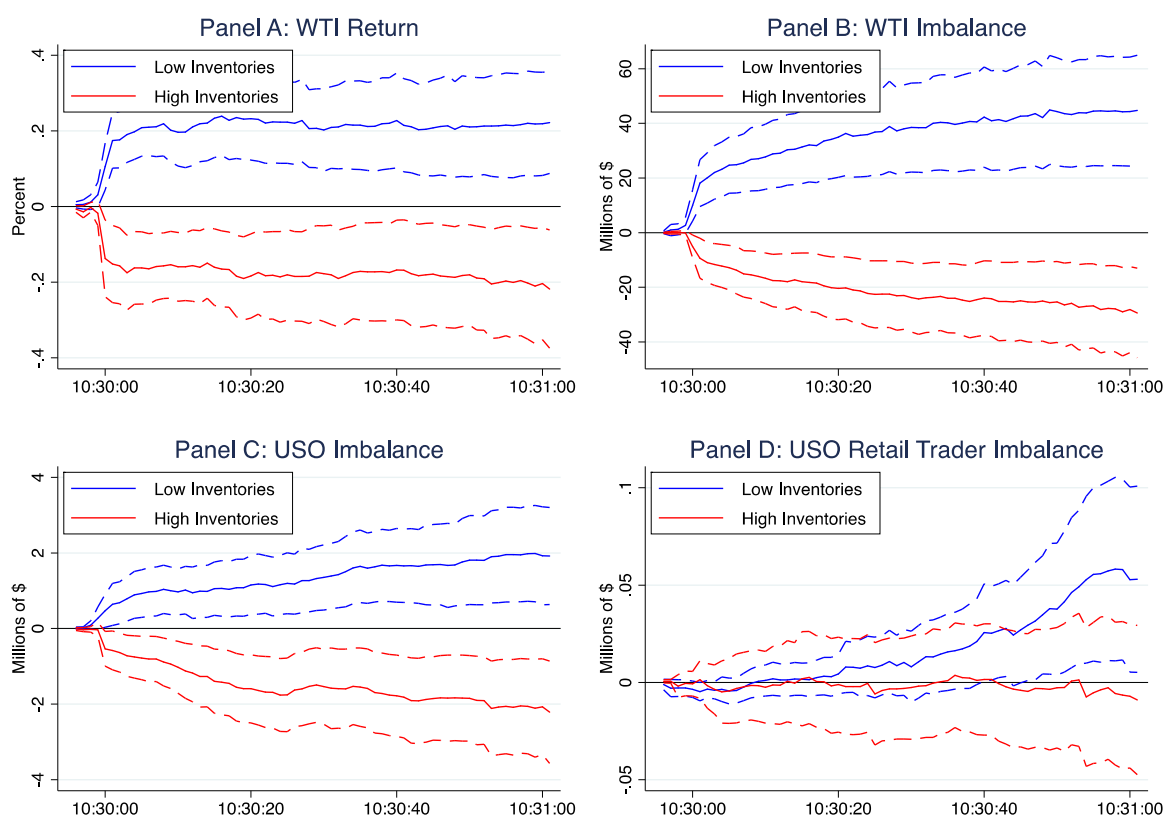 Panel A: WTI Return
Low Inventories
High Inventories
Percent
.4
.2
0
-.2
-.4
10:30:00 10:30:20 10:30:40 10:31:00
Panel B: WTI Imbalance
Low Inventories
High Inventories
Millions of $
60
40
20
0
-20
-40
10:30:00 10:30:20 10:30:40 10:31:00
Panel C: USO Imbalance
Low Inventories
High Inventories
Millions of $
4
2
0
-2
-4
10:30:00 10:30:20 10:30:40 10:31:00
Panel D: USO Retail Trader Imbalance
Low Inventories
High Inventories
Millions of $
.1
.05
0
-.05
10:30:00 10:30:20 10:30:40 10:31:00